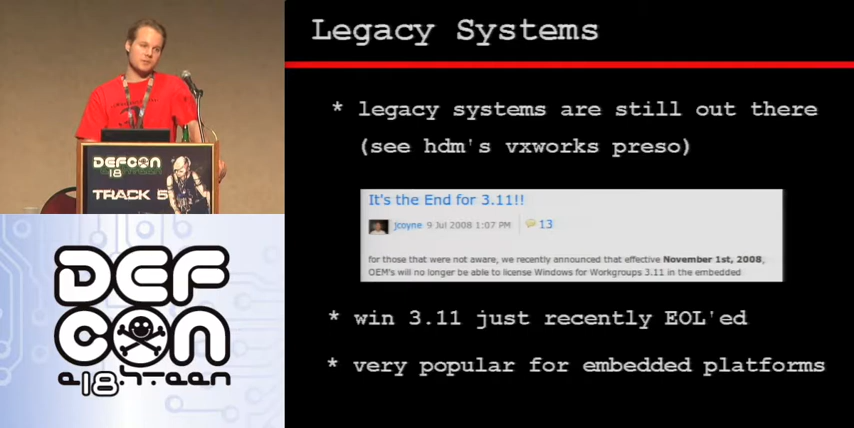 DEFCON
18
TRACK 5
DEF
CON
Legacy Systems
* legacy systems are still out there
(see hdm's vxworks preso)
It's the End for 3.11!!
jcoyne 9 Jul 2008 1:07 PM 13
for those that were not aware, we recently announced that effective November 1st, 2008,
OEM's will no longer be able to license Windows for Workgroups 3.11 in the embedded
* win 3.11 just recently EOL'ed
* very popular for embedded platforms